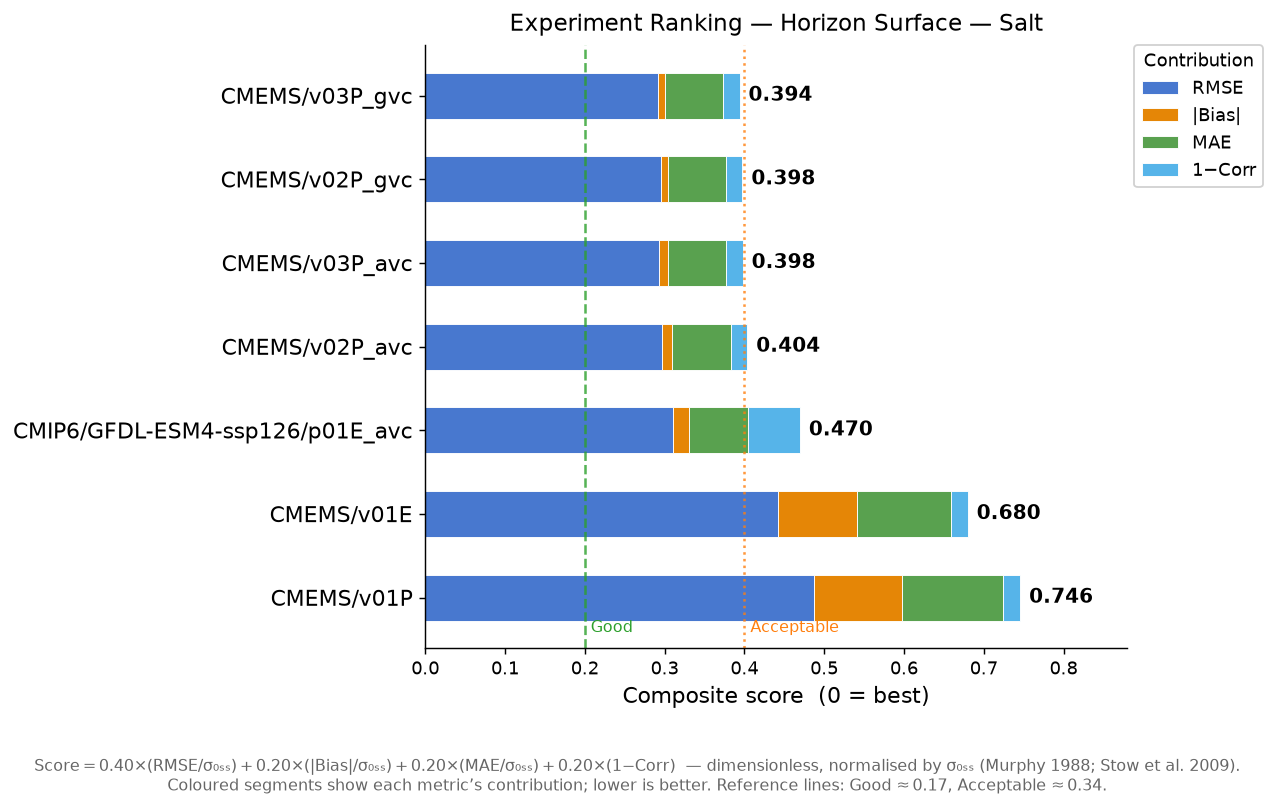 Experiment Ranking — Horizon Surface — Salt
Contribution
RMSE
|Bias|
MAE
1−Corr
CMEMS/v03P_gvc
0.394
CMEMS/v02P_gvc
0.398
CMEMS/v03P_avc
0.398
CMEMS/v02P_avc
0.404
CMIP6/GFDL-ESM4-ssp126/p01E_avc
0.470
CMEMS/v01E
0.680
CMEMS/v01P
0.746
Good
Acceptable
0.0 0.1 0.2 0.3 0.4 0.5 0.6 0.7 0.8
Composite score (0 = best)
Score = 0.40×(RMSE/σ₀ₛₛ) + 0.20×(|Bias|/σ₀ₛₛ) + 0.20×(MAE/σ₀ₛₛ) + 0.20×(1−Corr) — dimensionless, normalised by σ₀ₛₛ (Murphy 1988; Stow et al. 2009).
Coloured segments show each metric’s contribution; lower is better. Reference lines: Good ≈ 0.17, Acceptable ≈ 0.34.